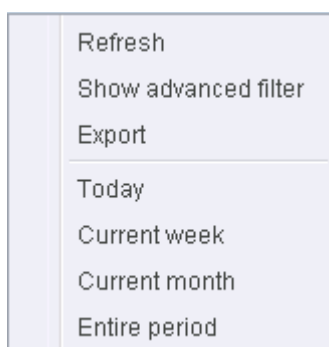 Refresh
Show advanced filter
Export
Today
Current week
Current month
Entire period